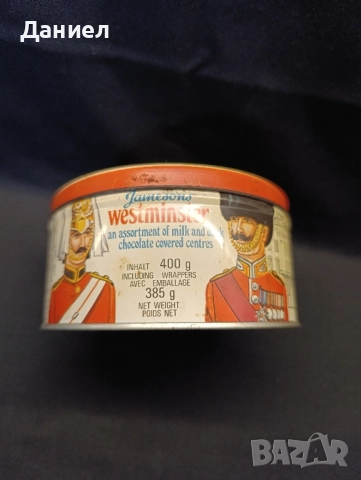 Даниел
Jamesons
westminster
an assortment of milk and dark
chocolate covered centres
INHALT 400 g
INCLUDING WRAPPERS
AVEC EMBALLAGE
385 g
NET WEIGHT
POIDS NET
BAZAR